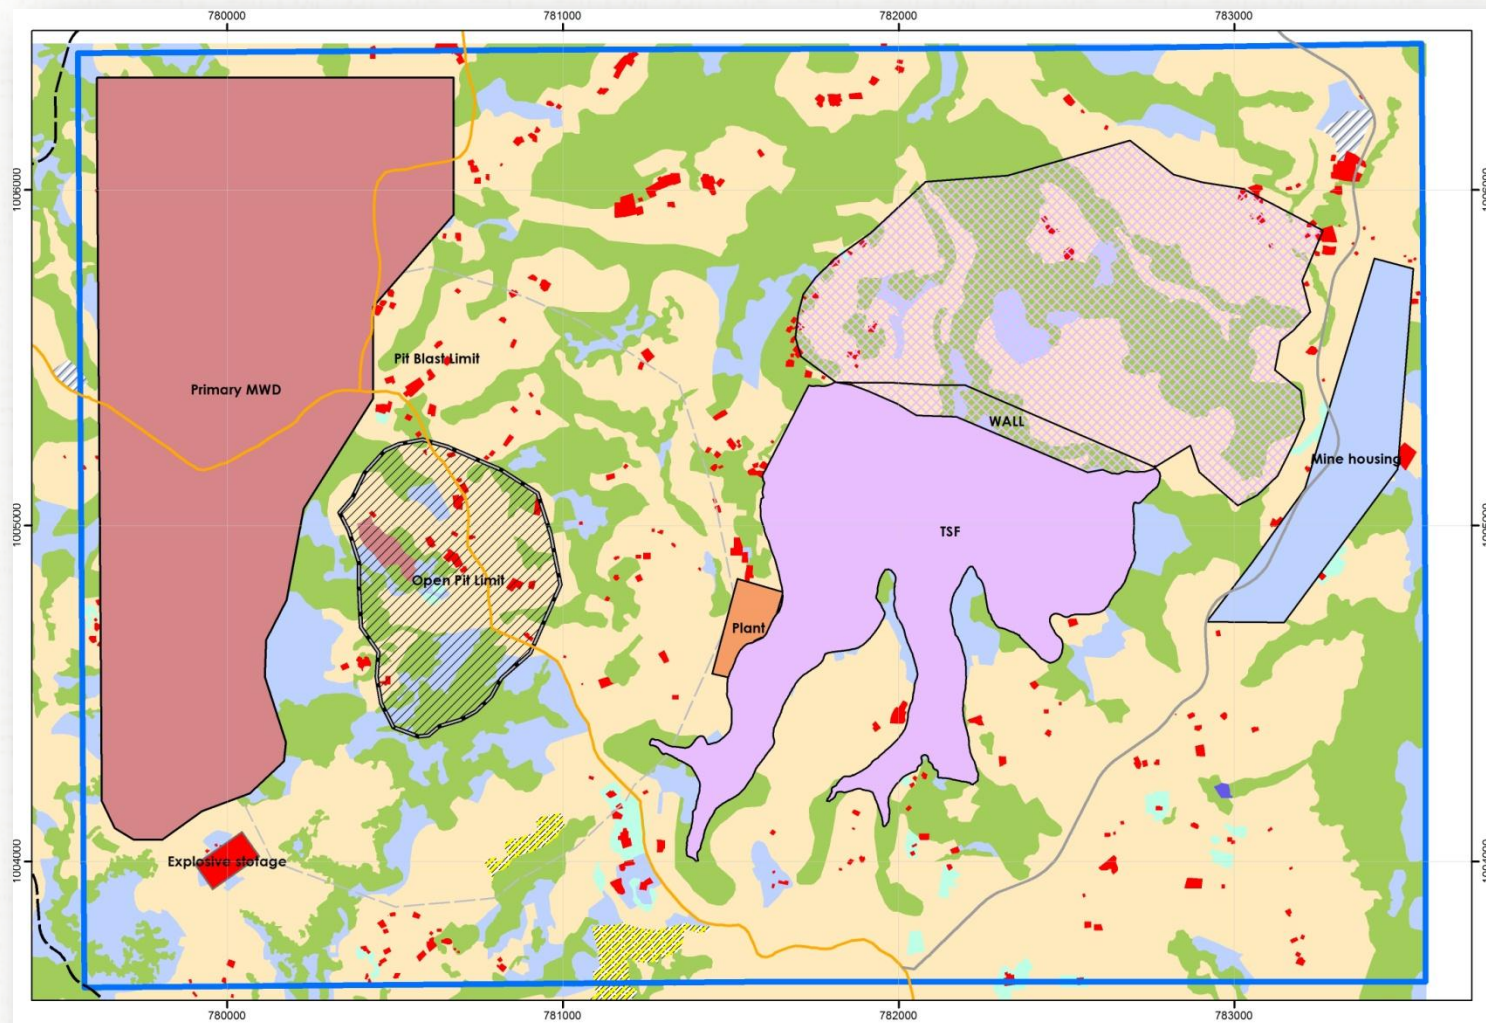 780000 781000 782000 783000
1006000
Pit Blast Limit
Primary MWD
WALL
Mine housing
1005000
TSF
Open Pit Limit
Plant
1004000
Explosive storage
780000 781000 782000 783000